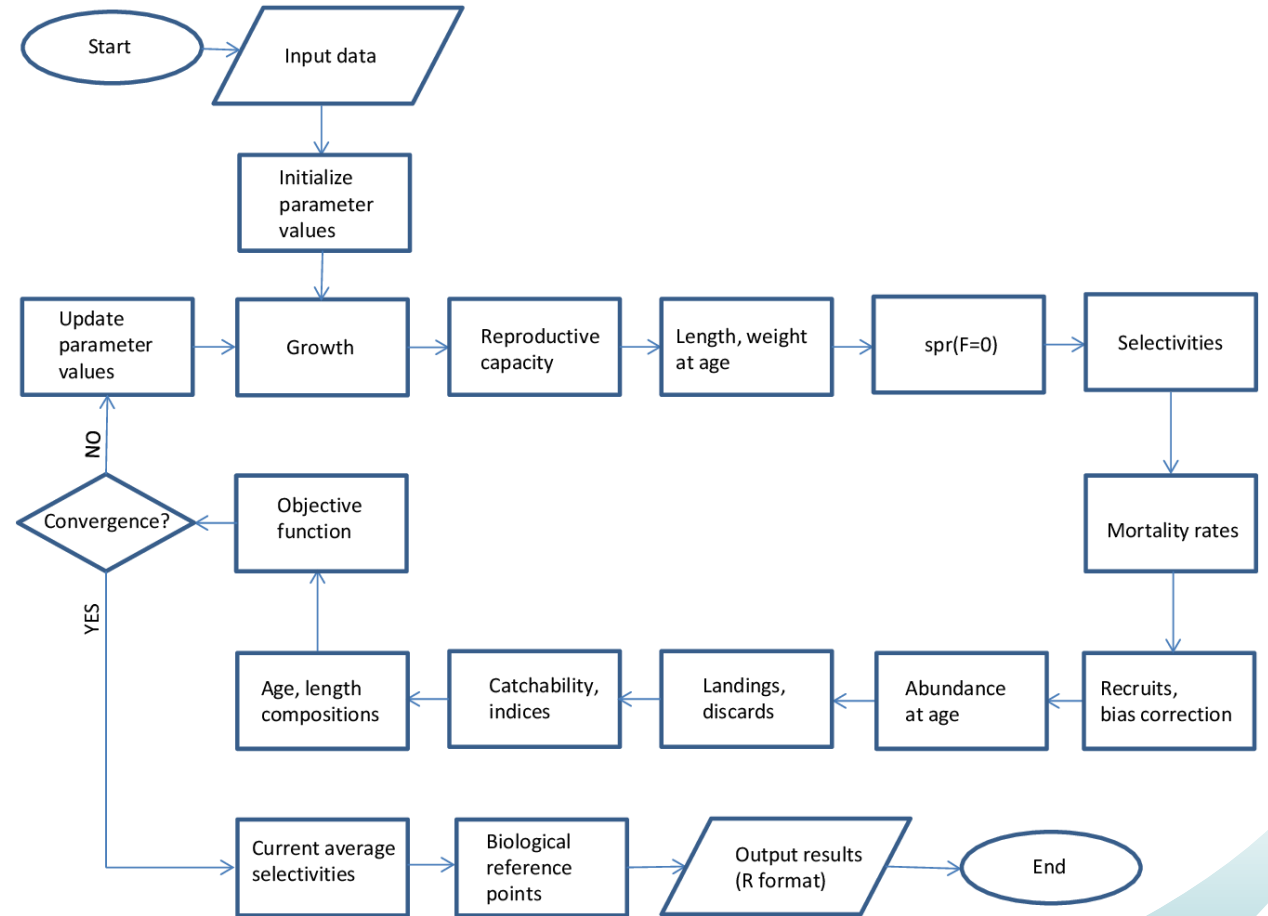 Start
Input data
Initialize
parameter
values
Update
parameter
values
Growth
Reproductive
capacity
Length, weight
at age
spr(F=0)
Selectivities
NO
Convergence?
Objective
function
Mortality rates
YES
Age, length
compositions
Catchability,
indices
Landings,
discards
Abundance
at age
Recruits,
bias correction
Current average
selectivities
Biological
reference
points
Output results
(R format)
End